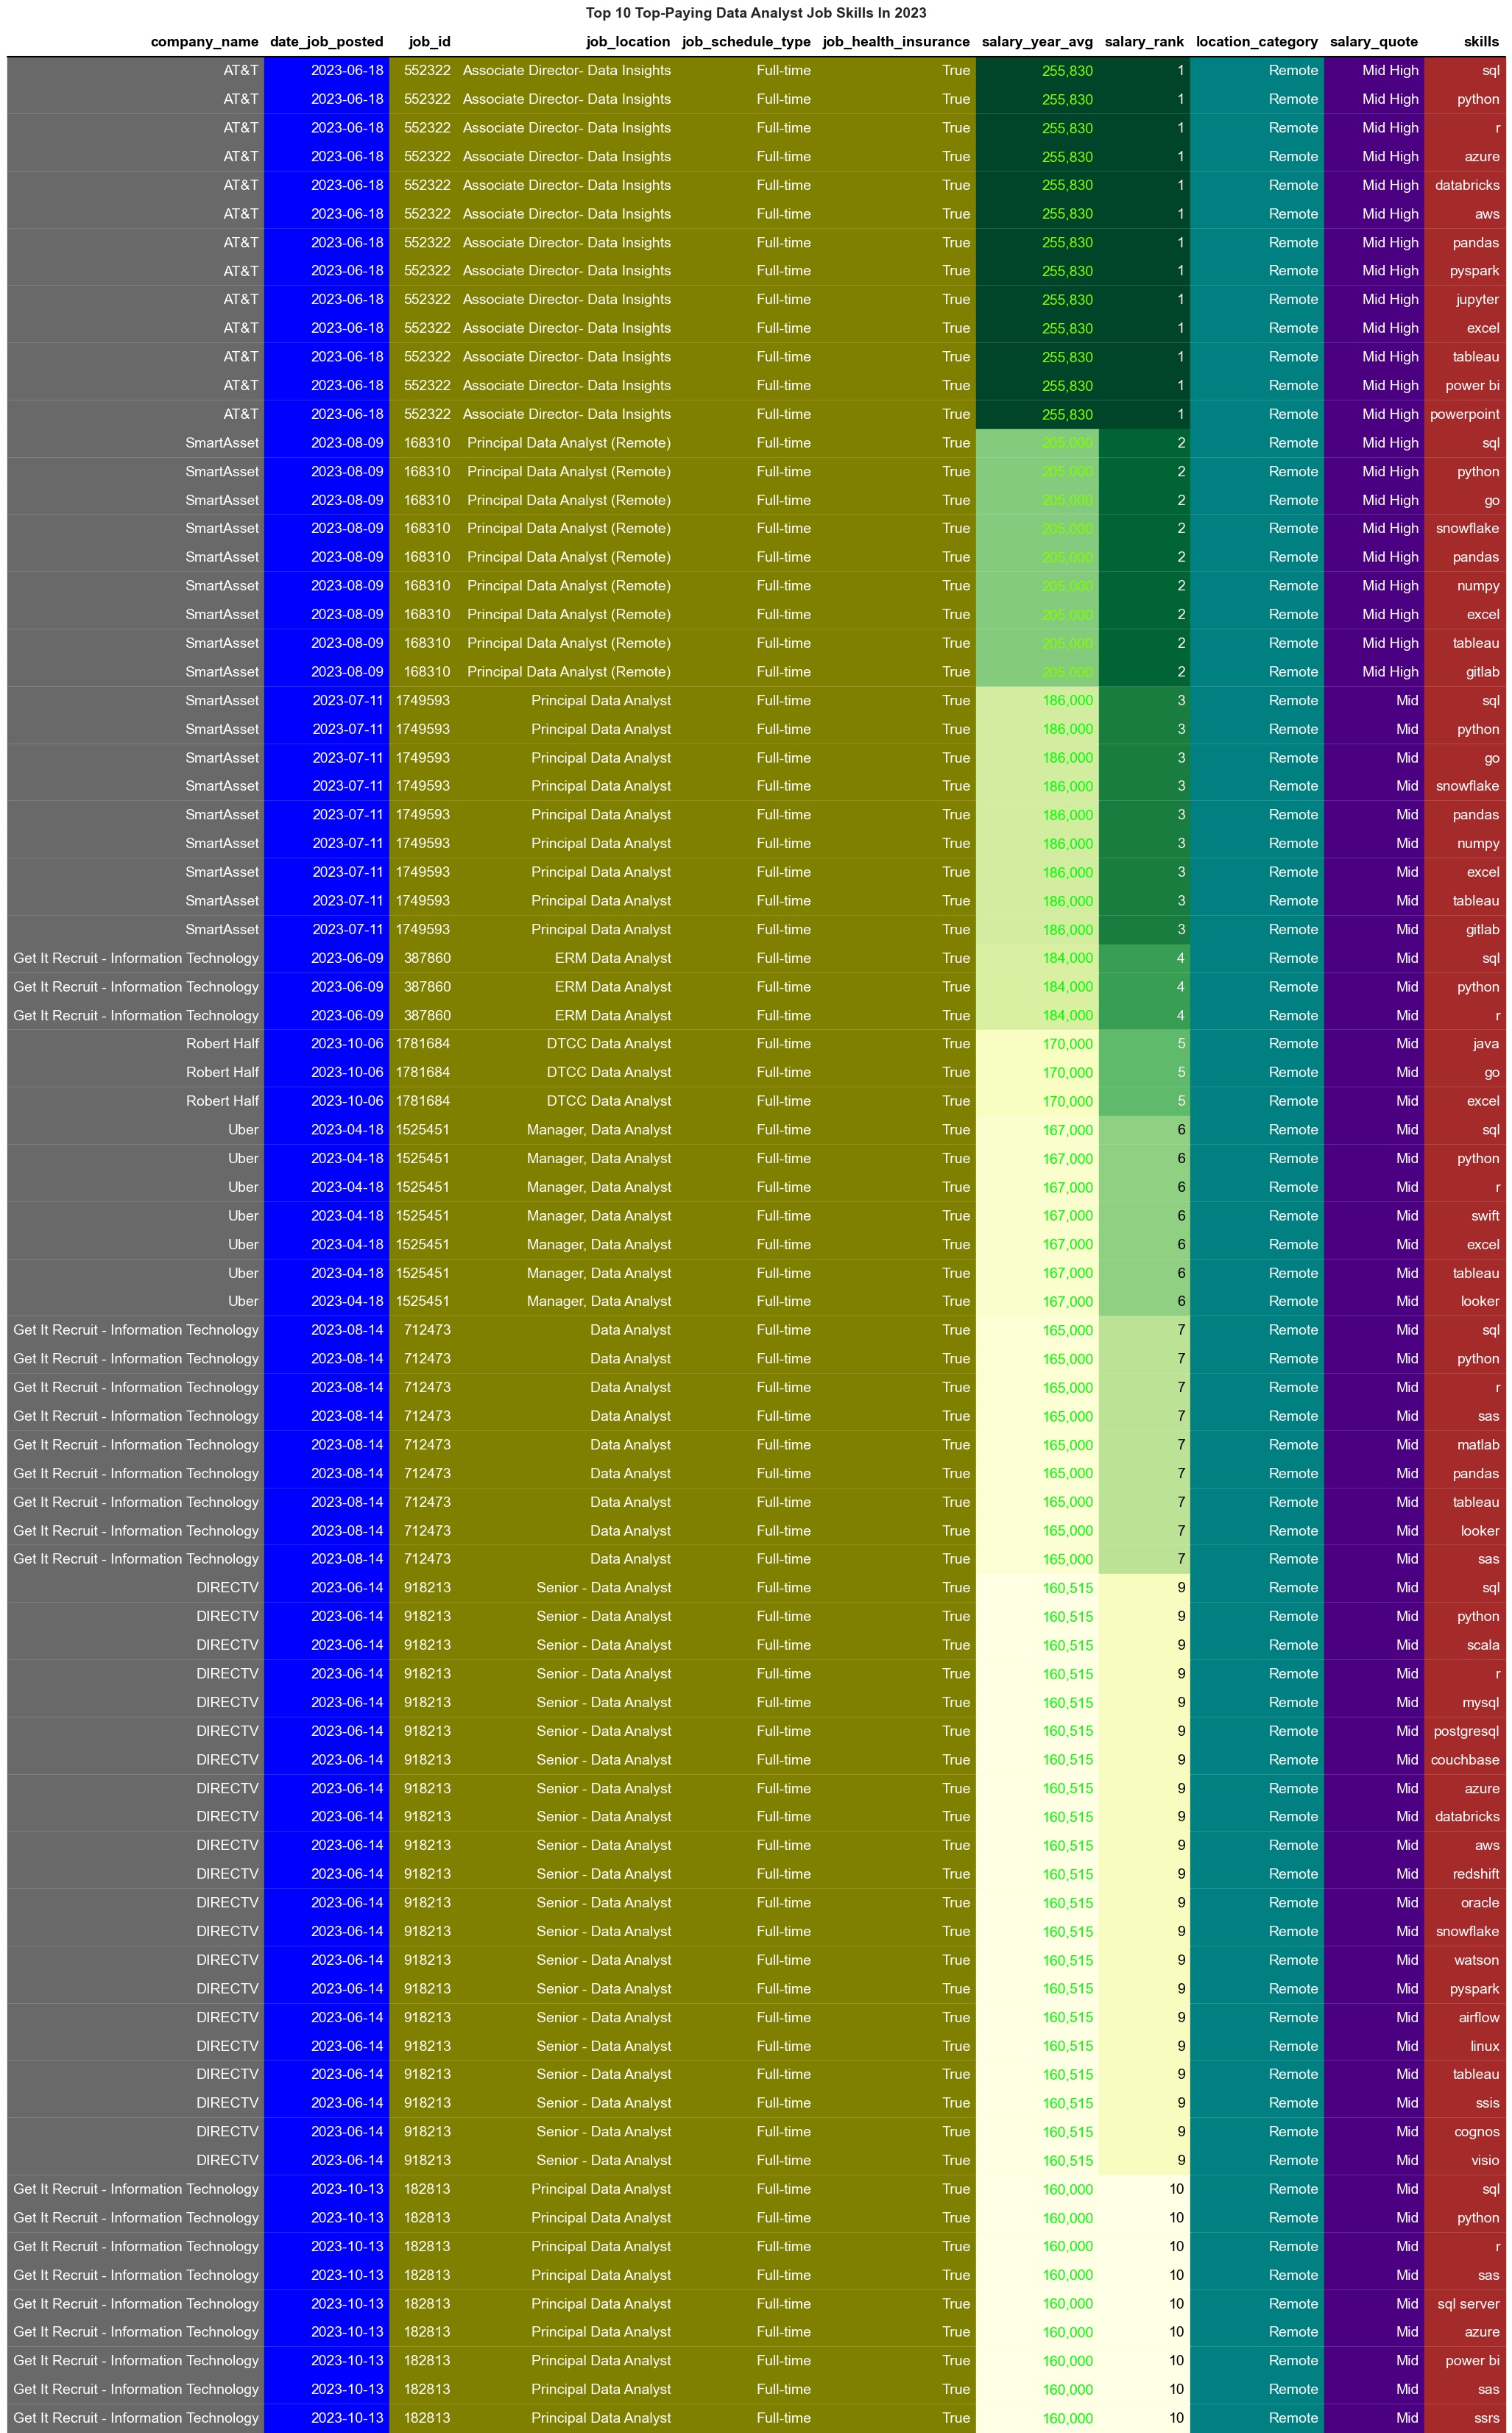 Top 10 Top-Paying Data Analyst Job Skills In 2023
company_name date_job_posted job_id job_location job_schedule_type job_health_insurance salary_year_avg salary_rank location_category salary_quote skills
AT&T 2023-06-18 552322 Associate Director- Data Insights Full-time True 255,830 1 Remote Mid High sql
AT&T 2023-06-18 552322 Associate Director- Data Insights Full-time True 255,830 1 Remote Mid High python
AT&T 2023-06-18 552322 Associate Director- Data Insights Full-time True 255,830 1 Remote Mid High r
AT&T 2023-06-18 552322 Associate Director- Data Insights Full-time True 255,830 1 Remote Mid High azure
AT&T 2023-06-18 552322 Associate Director- Data Insights Full-time True 255,830 1 Remote Mid High databricks
AT&T 2023-06-18 552322 Associate Director- Data Insights Full-time True 255,830 1 Remote Mid High aws
AT&T 2023-06-18 552322 Associate Director- Data Insights Full-time True 255,830 1 Remote Mid High pandas
AT&T 2023-06-18 552322 Associate Director- Data Insights Full-time True 255,830 1 Remote Mid High pyspark
AT&T 2023-06-18 552322 Associate Director- Data Insights Full-time True 255,830 1 Remote Mid High jupyter
AT&T 2023-06-18 552322 Associate Director- Data Insights Full-time True 255,830 1 Remote Mid High excel
AT&T 2023-06-18 552322 Associate Director- Data Insights Full-time True 255,830 1 Remote Mid High tableau
AT&T 2023-06-18 552322 Associate Director- Data Insights Full-time True 255,830 1 Remote Mid High power bi
AT&T 2023-06-18 552322 Associate Director- Data Insights Full-time True 255,830 1 Remote Mid High powerpoint
SmartAsset 2023-08-09 168310 Principal Data Analyst (Remote) Full-time True 205,000 2 Remote Mid High sql
SmartAsset 2023-08-09 168310 Principal Data Analyst (Remote) Full-time True 205,000 2 Remote Mid High python
SmartAsset 2023-08-09 168310 Principal Data Analyst (Remote) Full-time True 205,000 2 Remote Mid High go
SmartAsset 2023-08-09 168310 Principal Data Analyst (Remote) Full-time True 205,000 2 Remote Mid High snowflake
SmartAsset 2023-08-09 168310 Principal Data Analyst (Remote) Full-time True 205,000 2 Remote Mid High pandas
SmartAsset 2023-08-09 168310 Principal Data Analyst (Remote) Full-time True 205,000 2 Remote Mid High numpy
SmartAsset 2023-08-09 168310 Principal Data Analyst (Remote) Full-time True 205,000 2 Remote Mid High excel
SmartAsset 2023-08-09 168310 Principal Data Analyst (Remote) Full-time True 205,000 2 Remote Mid High tableau
SmartAsset 2023-08-09 168310 Principal Data Analyst (Remote) Full-time True 205,000 2 Remote Mid High gitlab
SmartAsset 2023-07-11 1749593 Principal Data Analyst Full-time True 186,000 3 Remote Mid sql
SmartAsset 2023-07-11 1749593 Principal Data Analyst Full-time True 186,000 3 Remote Mid python
SmartAsset 2023-07-11 1749593 Principal Data Analyst Full-time True 186,000 3 Remote Mid go
SmartAsset 2023-07-11 1749593 Principal Data Analyst Full-time True 186,000 3 Remote Mid snowflake
SmartAsset 2023-07-11 1749593 Principal Data Analyst Full-time True 186,000 3 Remote Mid pandas
SmartAsset 2023-07-11 1749593 Principal Data Analyst Full-time True 186,000 3 Remote Mid numpy
SmartAsset 2023-07-11 1749593 Principal Data Analyst Full-time True 186,000 3 Remote Mid excel
SmartAsset 2023-07-11 1749593 Principal Data Analyst Full-time True 186,000 3 Remote Mid tableau
SmartAsset 2023-07-11 1749593 Principal Data Analyst Full-time True 186,000 3 Remote Mid gitlab
Get It Recruit - Information Technology 2023-06-09 387860 ERM Data Analyst Full-time True 184,000 4 Remote Mid sql
Get It Recruit - Information Technology 2023-06-09 387860 ERM Data Analyst Full-time True 184,000 4 Remote Mid python
Get It Recruit - Information Technology 2023-06-09 387860 ERM Data Analyst Full-time True 184,000 4 Remote Mid r
Robert Half 2023-10-06 1781684 DTCC Data Analyst Full-time True 170,000 5 Remote Mid java
Robert Half 2023-10-06 1781684 DTCC Data Analyst Full-time True 170,000 5 Remote Mid go
Robert Half 2023-10-06 1781684 DTCC Data Analyst Full-time True 170,000 5 Remote Mid excel
Uber 2023-04-18 1525451 Manager, Data Analyst Full-time True 167,000 6 Remote Mid sql
Uber 2023-04-18 1525451 Manager, Data Analyst Full-time True 167,000 6 Remote Mid python
Uber 2023-04-18 1525451 Manager, Data Analyst Full-time True 167,000 6 Remote Mid r
Uber 2023-04-18 1525451 Manager, Data Analyst Full-time True 167,000 6 Remote Mid swift
Uber 2023-04-18 1525451 Manager, Data Analyst Full-time True 167,000 6 Remote Mid excel
Uber 2023-04-18 1525451 Manager, Data Analyst Full-time True 167,000 6 Remote Mid tableau
Uber 2023-04-18 1525451 Manager, Data Analyst Full-time True 167,000 6 Remote Mid looker
Get It Recruit - Information Technology 2023-08-14 712473 Data Analyst Full-time True 165,000 7 Remote Mid sql
Get It Recruit - Information Technology 2023-08-14 712473 Data Analyst Full-time True 165,000 7 Remote Mid python
Get It Recruit - Information Technology 2023-08-14 712473 Data Analyst Full-time True 165,000 7 Remote Mid r
Get It Recruit - Information Technology 2023-08-14 712473 Data Analyst Full-time True 165,000 7 Remote Mid sas
Get It Recruit - Information Technology 2023-08-14 712473 Data Analyst Full-time True 165,000 7 Remote Mid matlab
Get It Recruit - Information Technology 2023-08-14 712473 Data Analyst Full-time True 165,000 7 Remote Mid pandas
Get It Recruit - Information Technology 2023-08-14 712473 Data Analyst Full-time True 165,000 7 Remote Mid tableau
Get It Recruit - Information Technology 2023-08-14 712473 Data Analyst Full-time True 165,000 7 Remote Mid looker
Get It Recruit - Information Technology 2023-08-14 712473 Data Analyst Full-time True 165,000 7 Remote Mid sas
DIRECTV 2023-06-14 918213 Senior - Data Analyst Full-time True 160,515 9 Remote Mid sql
DIRECTV 2023-06-14 918213 Senior - Data Analyst Full-time True 160,515 9 Remote Mid python
DIRECTV 2023-06-14 918213 Senior - Data Analyst Full-time True 160,515 9 Remote Mid scala
DIRECTV 2023-06-14 918213 Senior - Data Analyst Full-time True 160,515 9 Remote Mid r
DIRECTV 2023-06-14 918213 Senior - Data Analyst Full-time True 160,515 9 Remote Mid mysql
DIRECTV 2023-06-14 918213 Senior - Data Analyst Full-time True 160,515 9 Remote Mid postgresql
DIRECTV 2023-06-14 918213 Senior - Data Analyst Full-time True 160,515 9 Remote Mid couchbase
DIRECTV 2023-06-14 918213 Senior - Data Analyst Full-time True 160,515 9 Remote Mid azure
DIRECTV 2023-06-14 918213 Senior - Data Analyst Full-time True 160,515 9 Remote Mid databricks
DIRECTV 2023-06-14 918213 Senior - Data Analyst Full-time True 160,515 9 Remote Mid aws
DIRECTV 2023-06-14 918213 Senior - Data Analyst Full-time True 160,515 9 Remote Mid redshift
DIRECTV 2023-06-14 918213 Senior - Data Analyst Full-time True 160,515 9 Remote Mid oracle
DIRECTV 2023-06-14 918213 Senior - Data Analyst Full-time True 160,515 9 Remote Mid snowflake
DIRECTV 2023-06-14 918213 Senior - Data Analyst Full-time True 160,515 9 Remote Mid watson
DIRECTV 2023-06-14 918213 Senior - Data Analyst Full-time True 160,515 9 Remote Mid pyspark
DIRECTV 2023-06-14 918213 Senior - Data Analyst Full-time True 160,515 9 Remote Mid airflow
DIRECTV 2023-06-14 918213 Senior - Data Analyst Full-time True 160,515 9 Remote Mid linux
DIRECTV 2023-06-14 918213 Senior - Data Analyst Full-time True 160,515 9 Remote Mid tableau
DIRECTV 2023-06-14 918213 Senior - Data Analyst Full-time True 160,515 9 Remote Mid ssis
DIRECTV 2023-06-14 918213 Senior - Data Analyst Full-time True 160,515 9 Remote Mid cognos
DIRECTV 2023-06-14 918213 Senior - Data Analyst Full-time True 160,515 9 Remote Mid visio
Get It Recruit - Information Technology 2023-10-13 182813 Principal Data Analyst Full-time True 160,000 10 Remote Mid sql
Get It Recruit - Information Technology 2023-10-13 182813 Principal Data Analyst Full-time True 160,000 10 Remote Mid python
Get It Recruit - Information Technology 2023-10-13 182813 Principal Data Analyst Full-time True 160,000 10 Remote Mid r
Get It Recruit - Information Technology 2023-10-13 182813 Principal Data Analyst Full-time True 160,000 10 Remote Mid sas
Get It Recruit - Information Technology 2023-10-13 182813 Principal Data Analyst Full-time True 160,000 10 Remote Mid sql server
Get It Recruit - Information Technology 2023-10-13 182813 Principal Data Analyst Full-time True 160,000 10 Remote Mid azure
Get It Recruit - Information Technology 2023-10-13 182813 Principal Data Analyst Full-time True 160,000 10 Remote Mid power bi
Get It Recruit - Information Technology 2023-10-13 182813 Principal Data Analyst Full-time True 160,000 10 Remote Mid sas
Get It Recruit - Information Technology 2023-10-13 182813 Principal Data Analyst Full-time True 160,000 10 Remote Mid ssrs